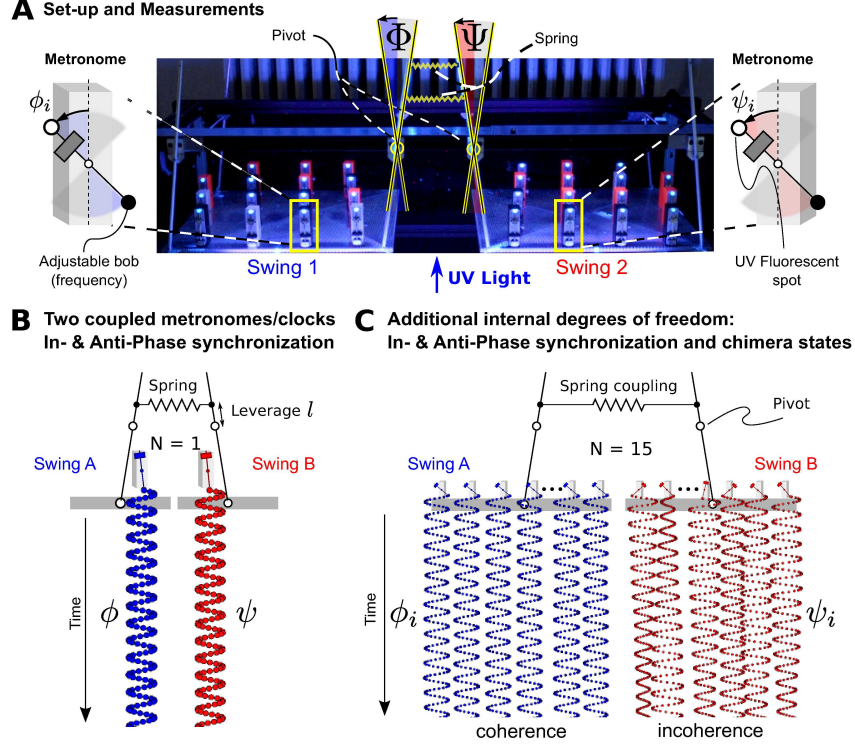 A Set-up and Measurements
Pivot
Φ
Ψ
Spring
Metronome
Metronome
ϕi
ψi
Adjustable bob
(frequency)
Swing 1
UV Light
Swing 2
UV Fluorescent
spot
B Two coupled metronomes/clocks
In- & Anti-Phase synchronization
Spring
Leverage l
N = 1
Swing A
Swing B
Time
ϕ
ψ
C Additional internal degrees of freedom:
In- & Anti-Phase synchronization and chimera states
Spring coupling
Pivot
N = 15
Swing A
Swing B
Time
ϕi
ψi
coherence
incoherence